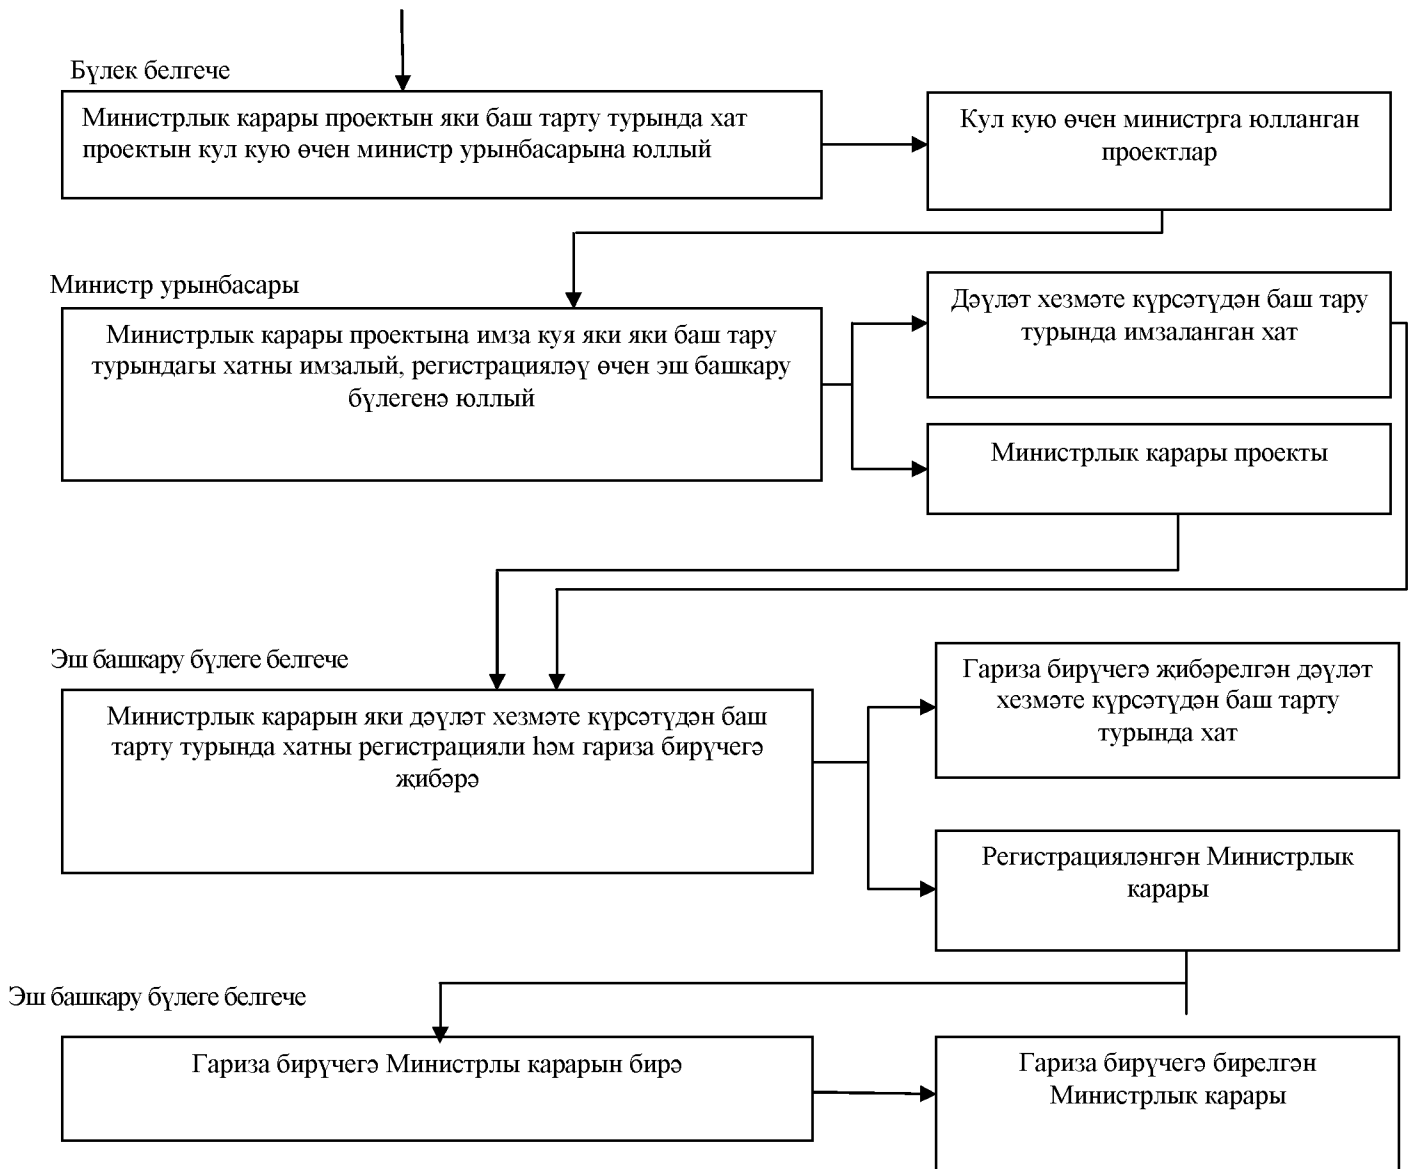 Бүлек белгече
Министрлык карары проектын яки баш тарту турында хат
проектын кул кую өчен министр урынбасарына юллый
Кул кую өчен министрга юлланган
проектлар
Министр урынбасары
Министрлык карары проектына имза куя яки яки баш тару
турындагы хатны имзалый, регистрацияләү өчен эш башкару
бүлегенә юллый
Дәүләт хезмәте күрсәтүдән баш тару
турында имзаланган хат
Министрлык карары проекты
Эш башкару бүлеге белгече
Министрлык карарын яки дәүләт хезмәте күрсәтүдән баш
тарту турында хатны регистрацияли һәм гариза бирүчегә
җибәрә
Гариза бирүчегә җибәрелгән дәүләт
хезмәте күрсәтүдән баш тарту
турында хат
Регистрацияләнгән Министрлык
карары
Эш башкару бүлеге белгече
Гариза бирүчегә Министрлы карарын бирә
Гариза бирүчегә бирелгән
Министрлык карары